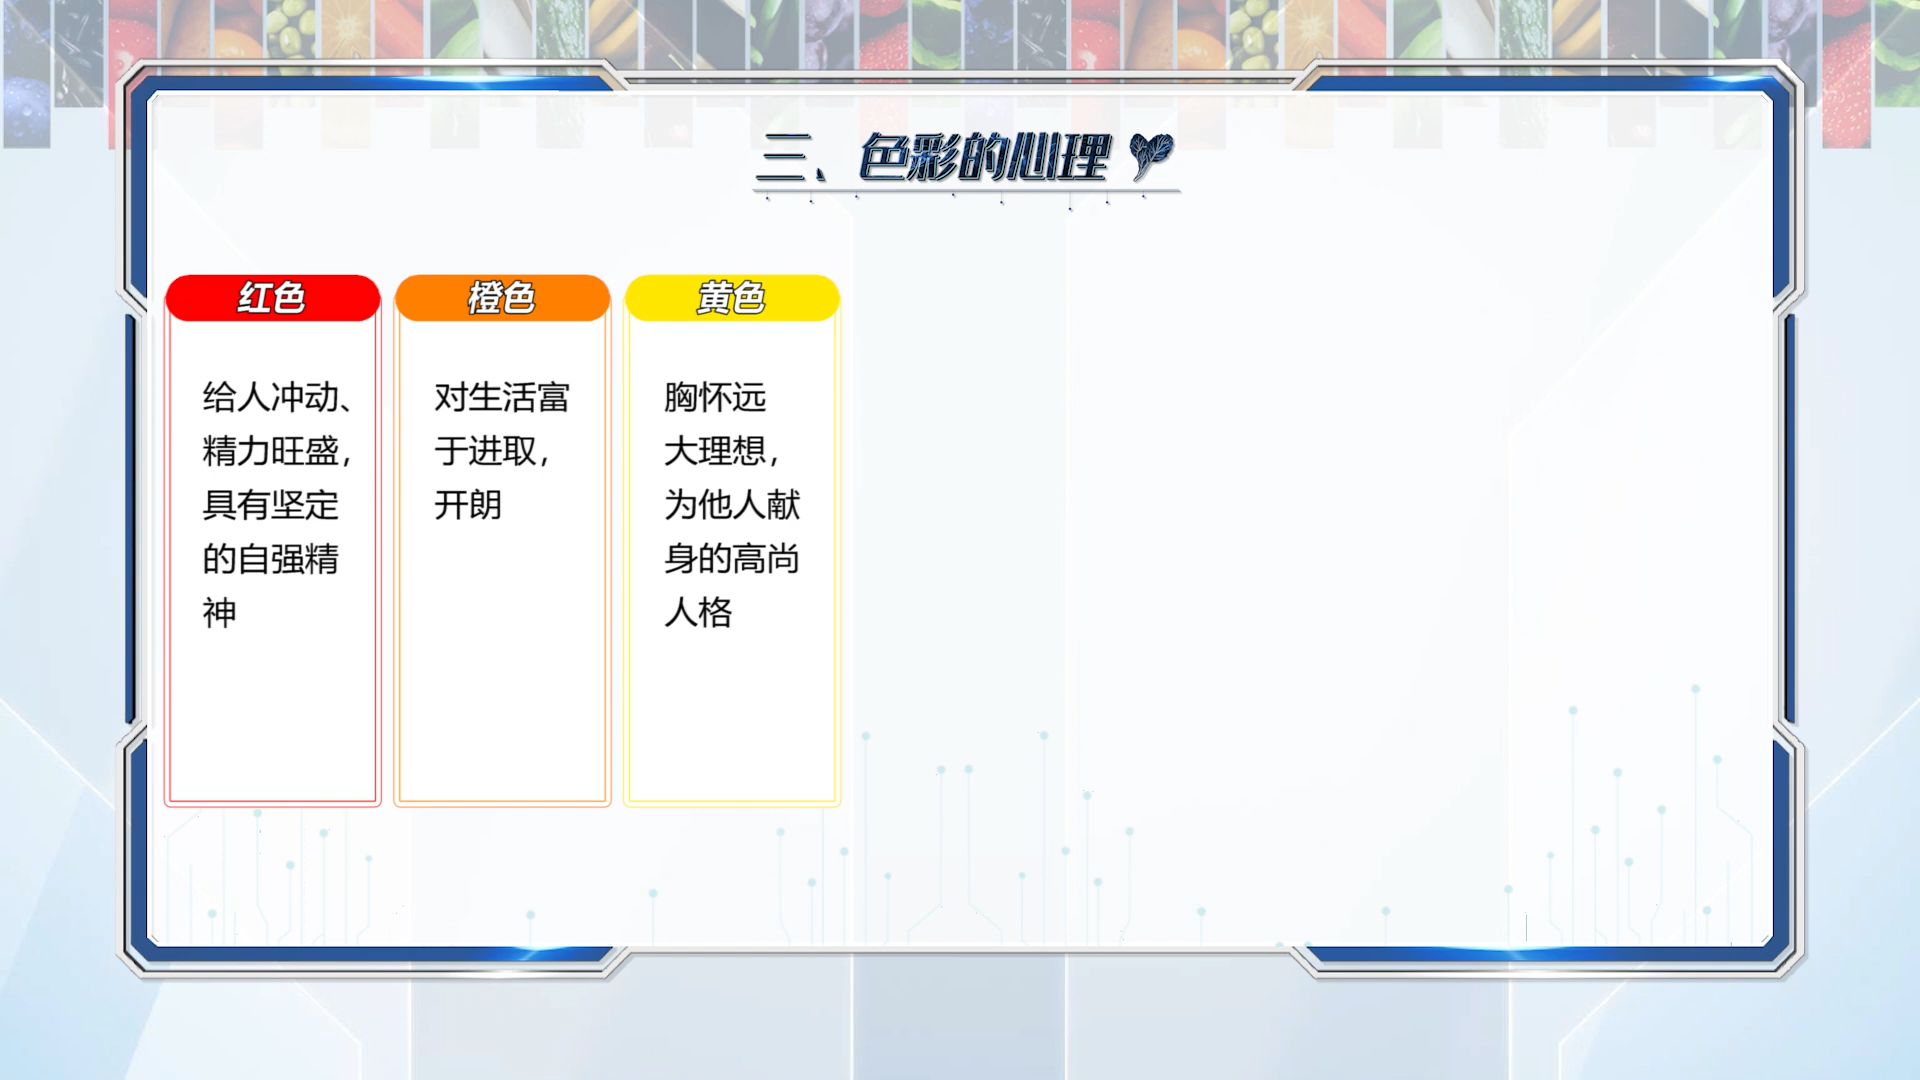 三、色彩的心理
红色
给人冲动、
精力旺盛，
具有坚定
的自强精
神
橙色
对生活富
于进取，
开朗
黄色
胸怀远
大理想，
为他人献
身的高尚
人格